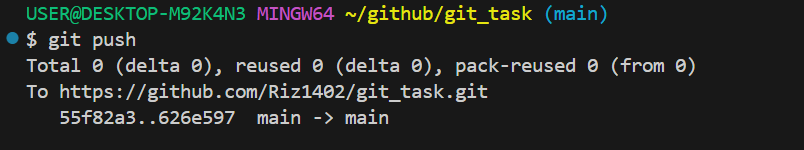 USER@DESKTOP-M92K4N3 MINGW64 ~/github/git_task (main)
$ git push
Total 0 (delta 0), reused 0 (delta 0), pack-reused 0 (from 0)
To https://github.com/Riz1402/git_task.git
   55f82a3..626e597  main -> main